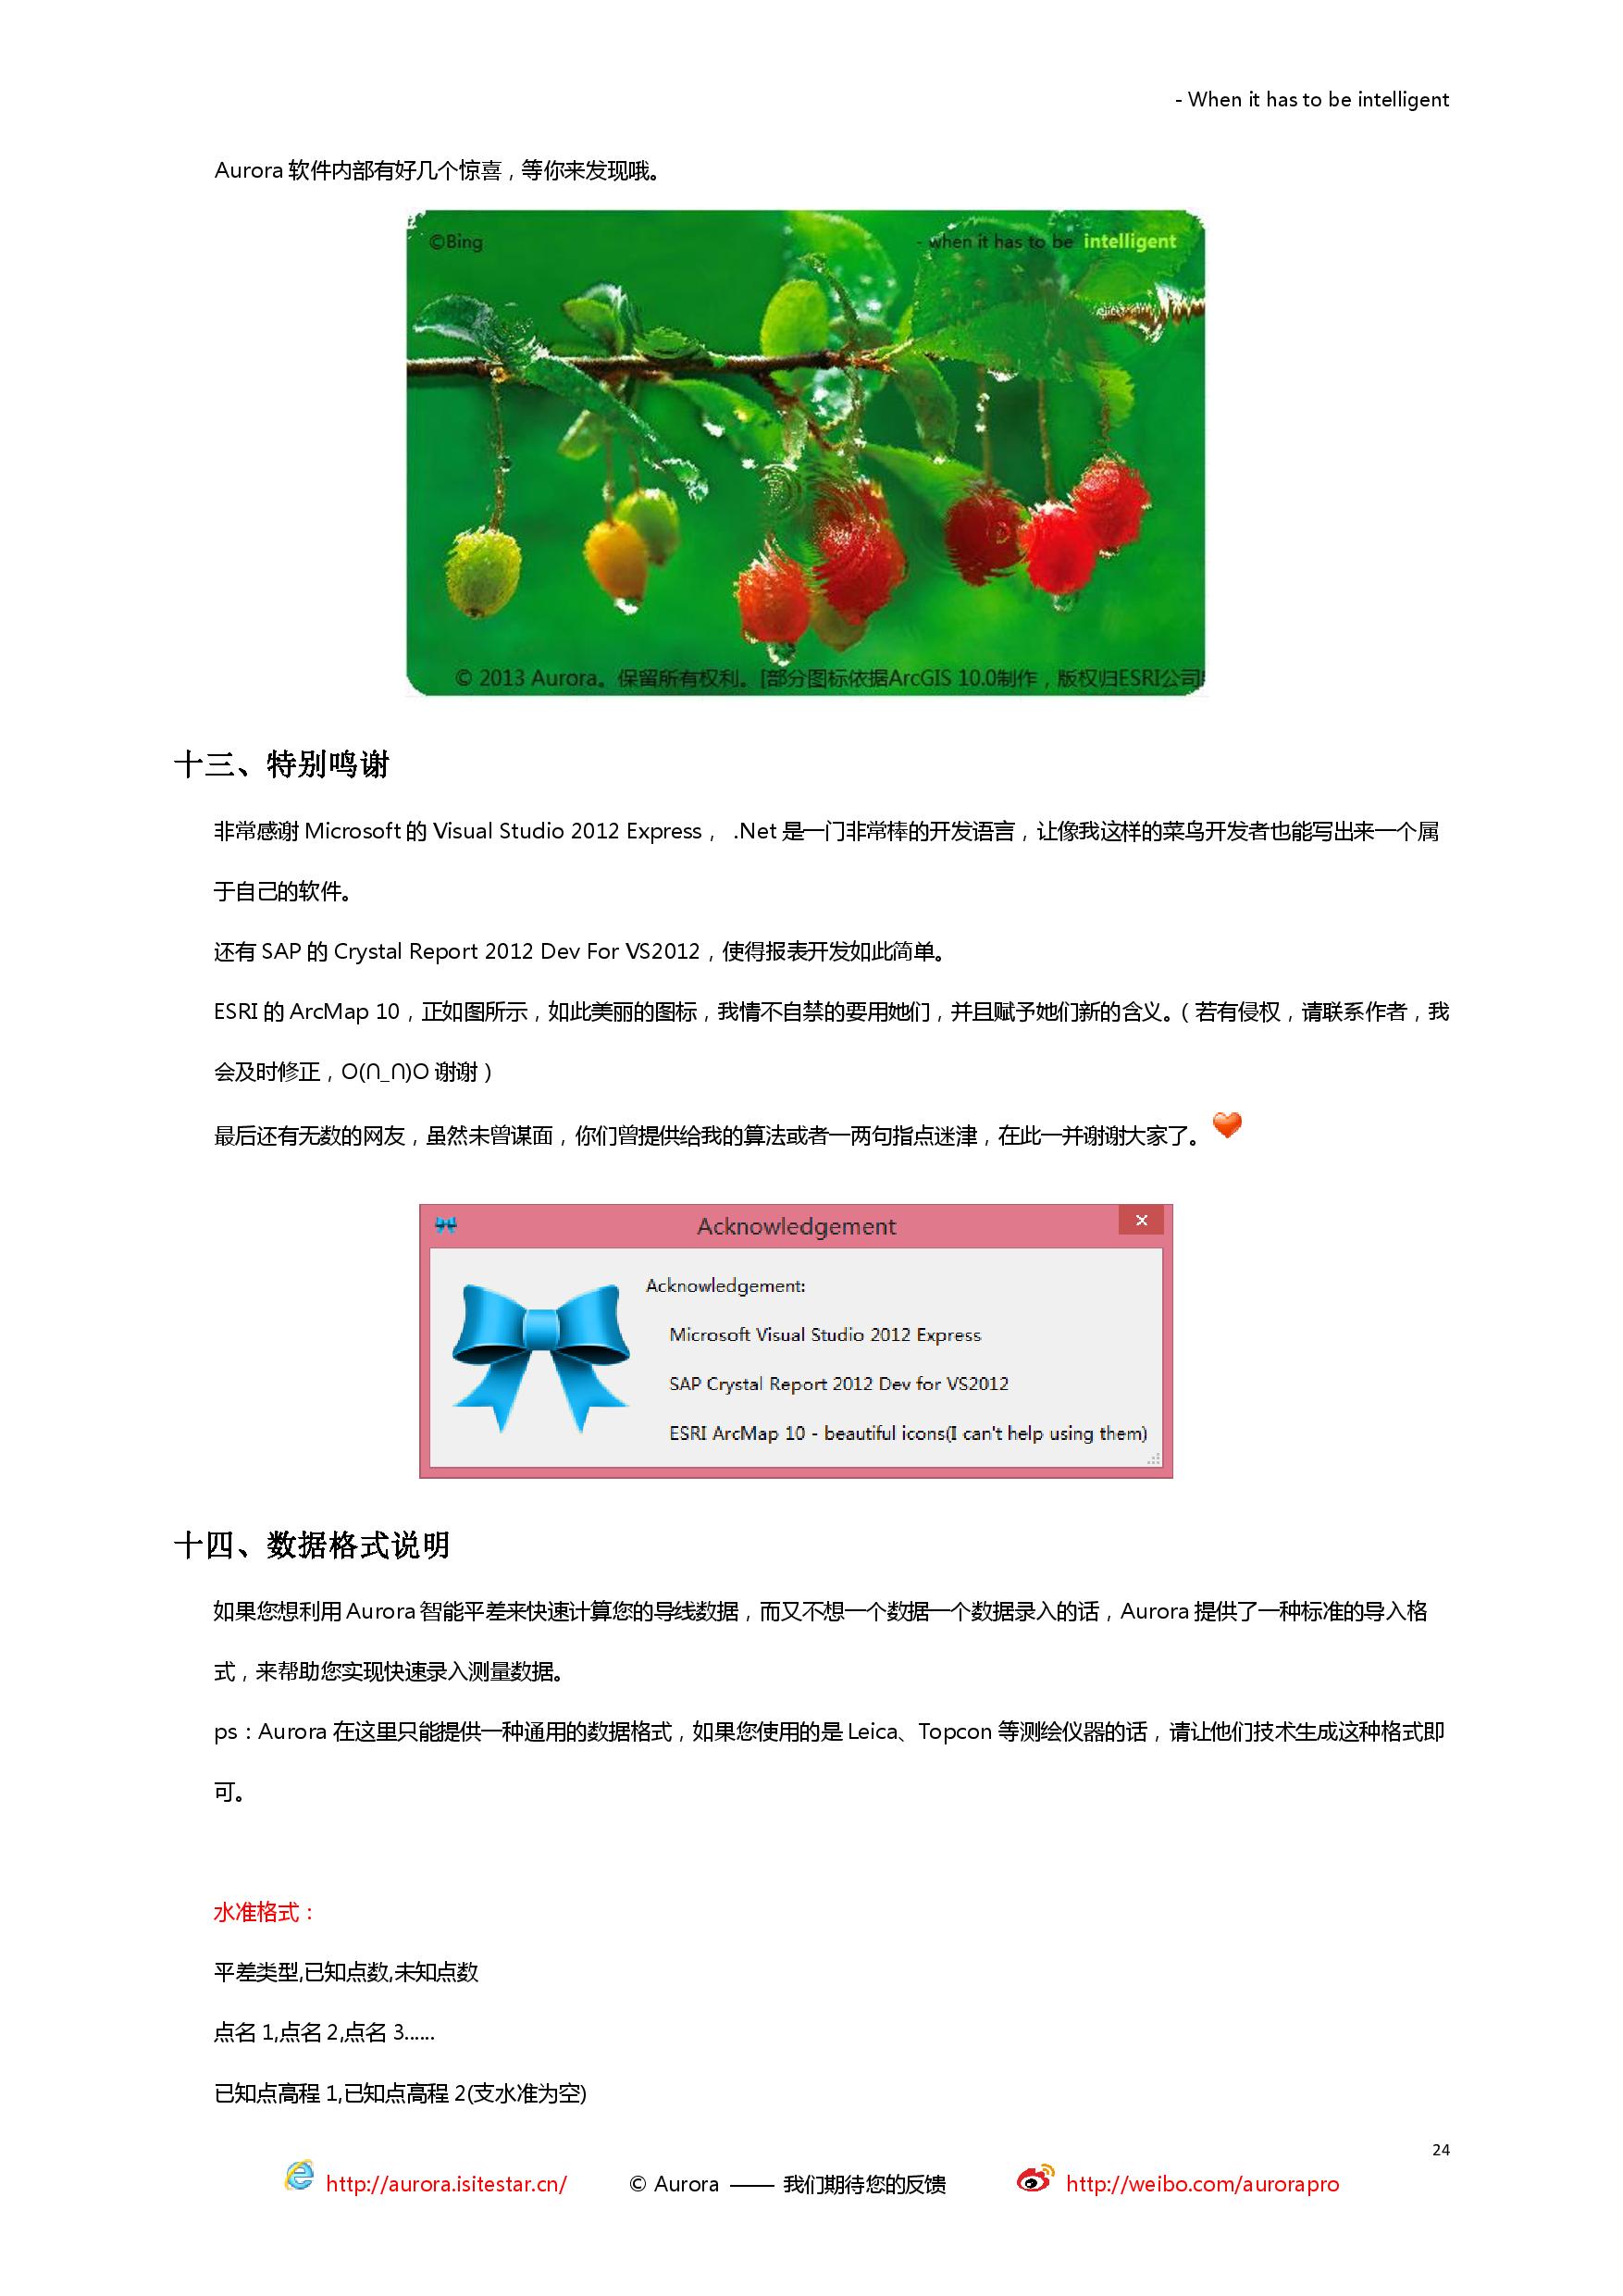 - When it has to be intelligent
Aurora 软件内部有好几个惊喜，等你来发现哦。
©Bing
- when it has to be intelligent
© 2013 Aurora。保留所有权利。[部分图标依据ArcGIS 10.0制作，版权归ESRI公司
十三、特别鸣谢
非常感谢 Microsoft 的 Visual Studio 2012 Express， .Net 是一门非常棒的开发语言，让像我这样的菜鸟开发者也能写出来一个属
于自己的软件。
还有 SAP 的 Crystal Report 2012 Dev For VS2012，使得报表开发如此简单。
ESRI 的 ArcMap 10，正如图所示，如此美丽的图标，我情不自禁的要用她们，并且赋予她们新的含义。（若有侵权，请联系作者，我
会及时修正，O(∩_∩)O 谢谢）
最后还有无数的网友，虽然未曾谋面，你们曾提供给我的算法或者一两句指点迷津，在此一并谢谢大家了。
Acknowledgement
Acknowledgement:
Microsoft Visual Studio 2012 Express
SAP Crystal Report 2012 Dev for VS2012
ESRI ArcMap 10 - beautiful icons(I can't help using them)
十四、数据格式说明
如果您想利用 Aurora 智能平差来快速计算您的导线数据，而又不想一个数据一个数据录入的话，Aurora 提供了一种标准的导入格
式，来帮助您实现快速录入测量数据。
ps：Aurora 在这里只能提供一种通用的数据格式，如果您使用的是 Leica、Topcon 等测绘仪器的话，请让他们技术生成这种格式即
可。
水准格式：
平差类型,已知点数,未知点数
点名 1,点名 2,点名 3......
已知点高程 1,已知点高程 2(支水准为空)
24
http://aurora.isitestar.cn/ © Aurora —— 我们期待您的反馈 http://weibo.com/aurorapro